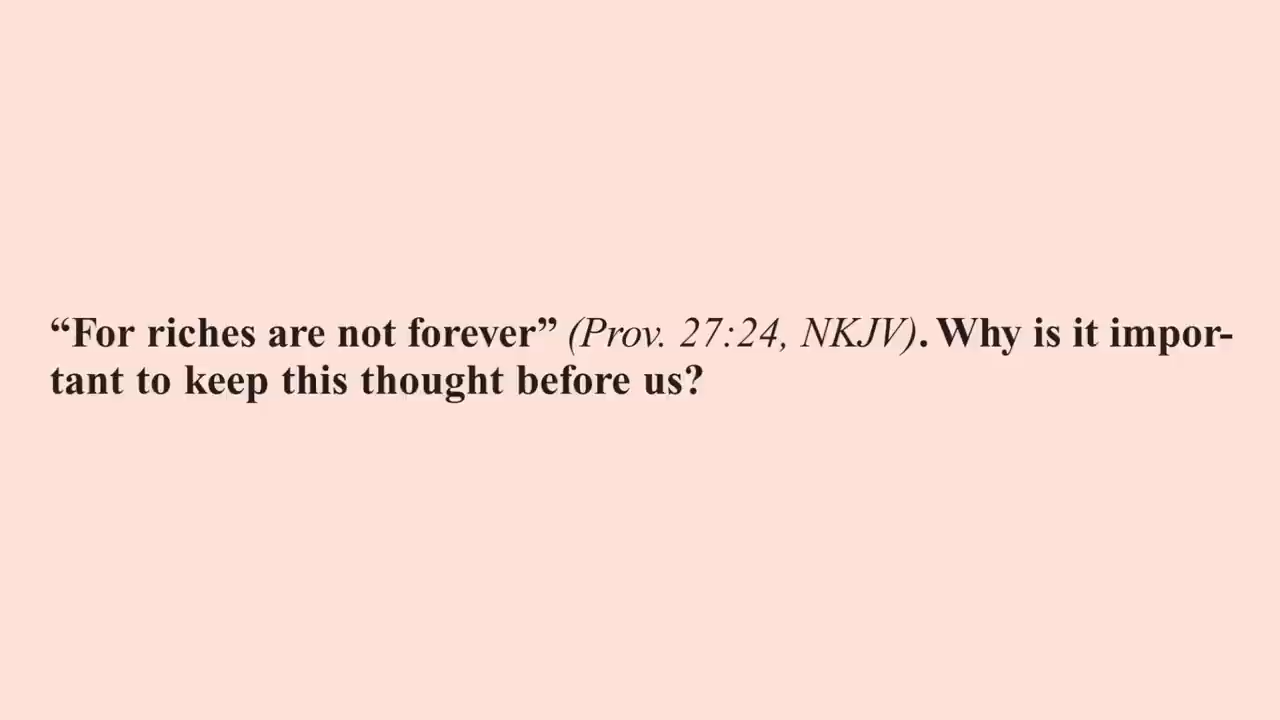 “For riches are not forever” (Prov. 27:24, NKJV). Why is it impor-
tant to keep this thought before us?